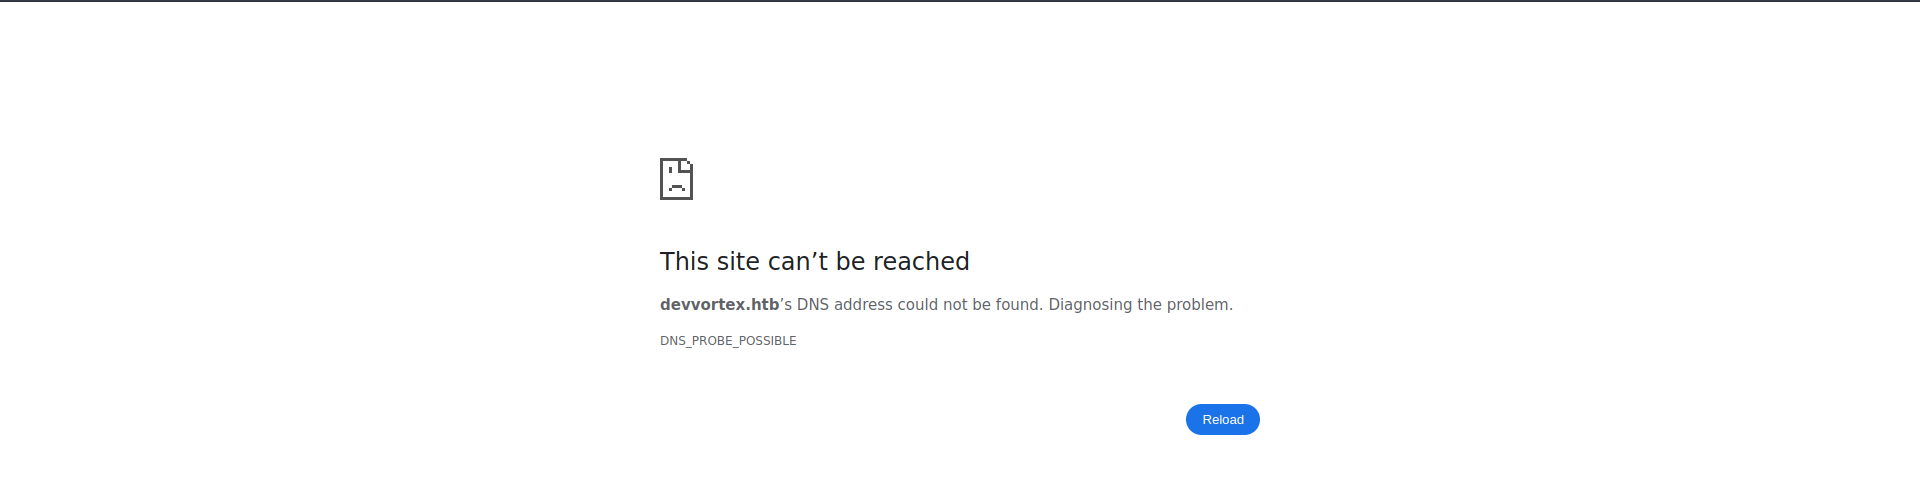 This site can’t be reached
devvortex.htb’s DNS address could not be found. Diagnosing the problem.
DNS_PROBE_POSSIBLE
Reload